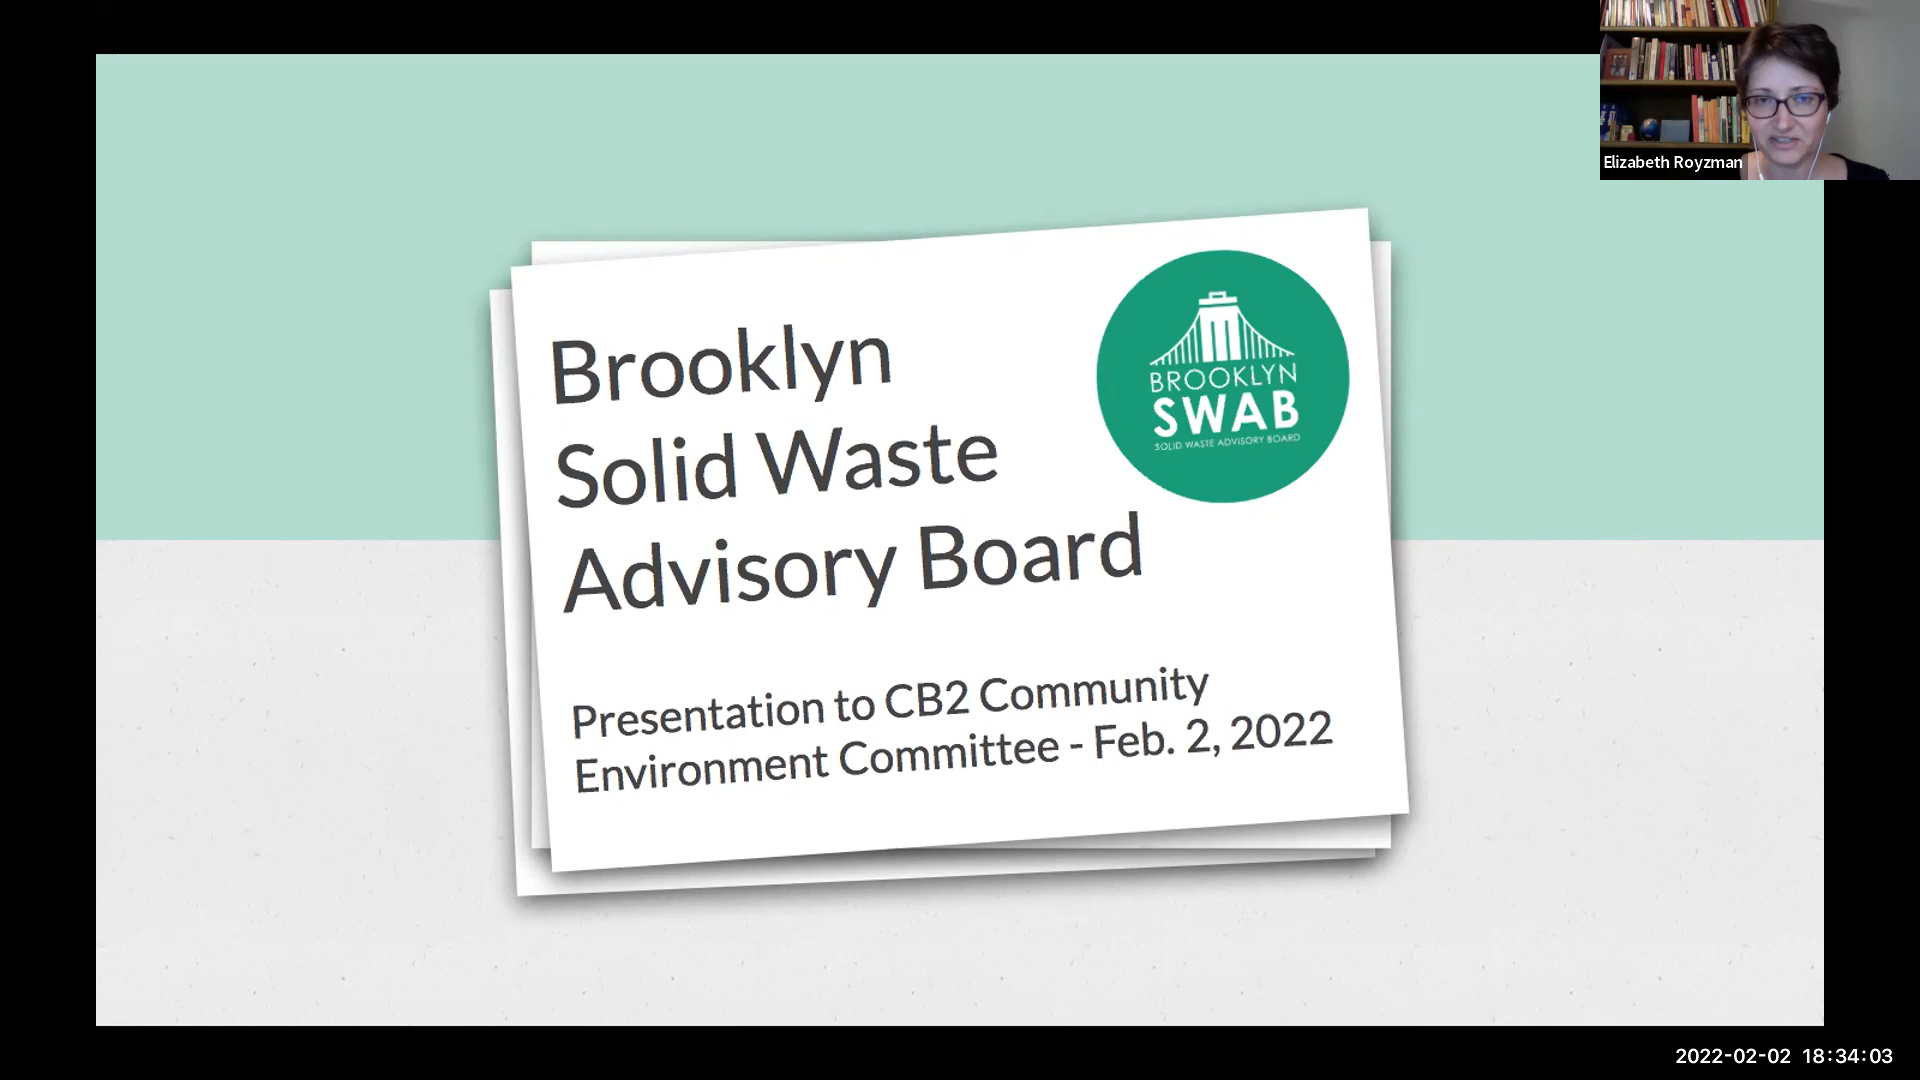 Elizabeth Royzman
Brooklyn
Solid Waste
Advisory Board
BROOKLYN
SWAB
SOLID WASTE ADVISORY BOARD
Presentation to CB2 Community
Environment Committee - Feb. 2, 2022
2022-02-02 18:34:03